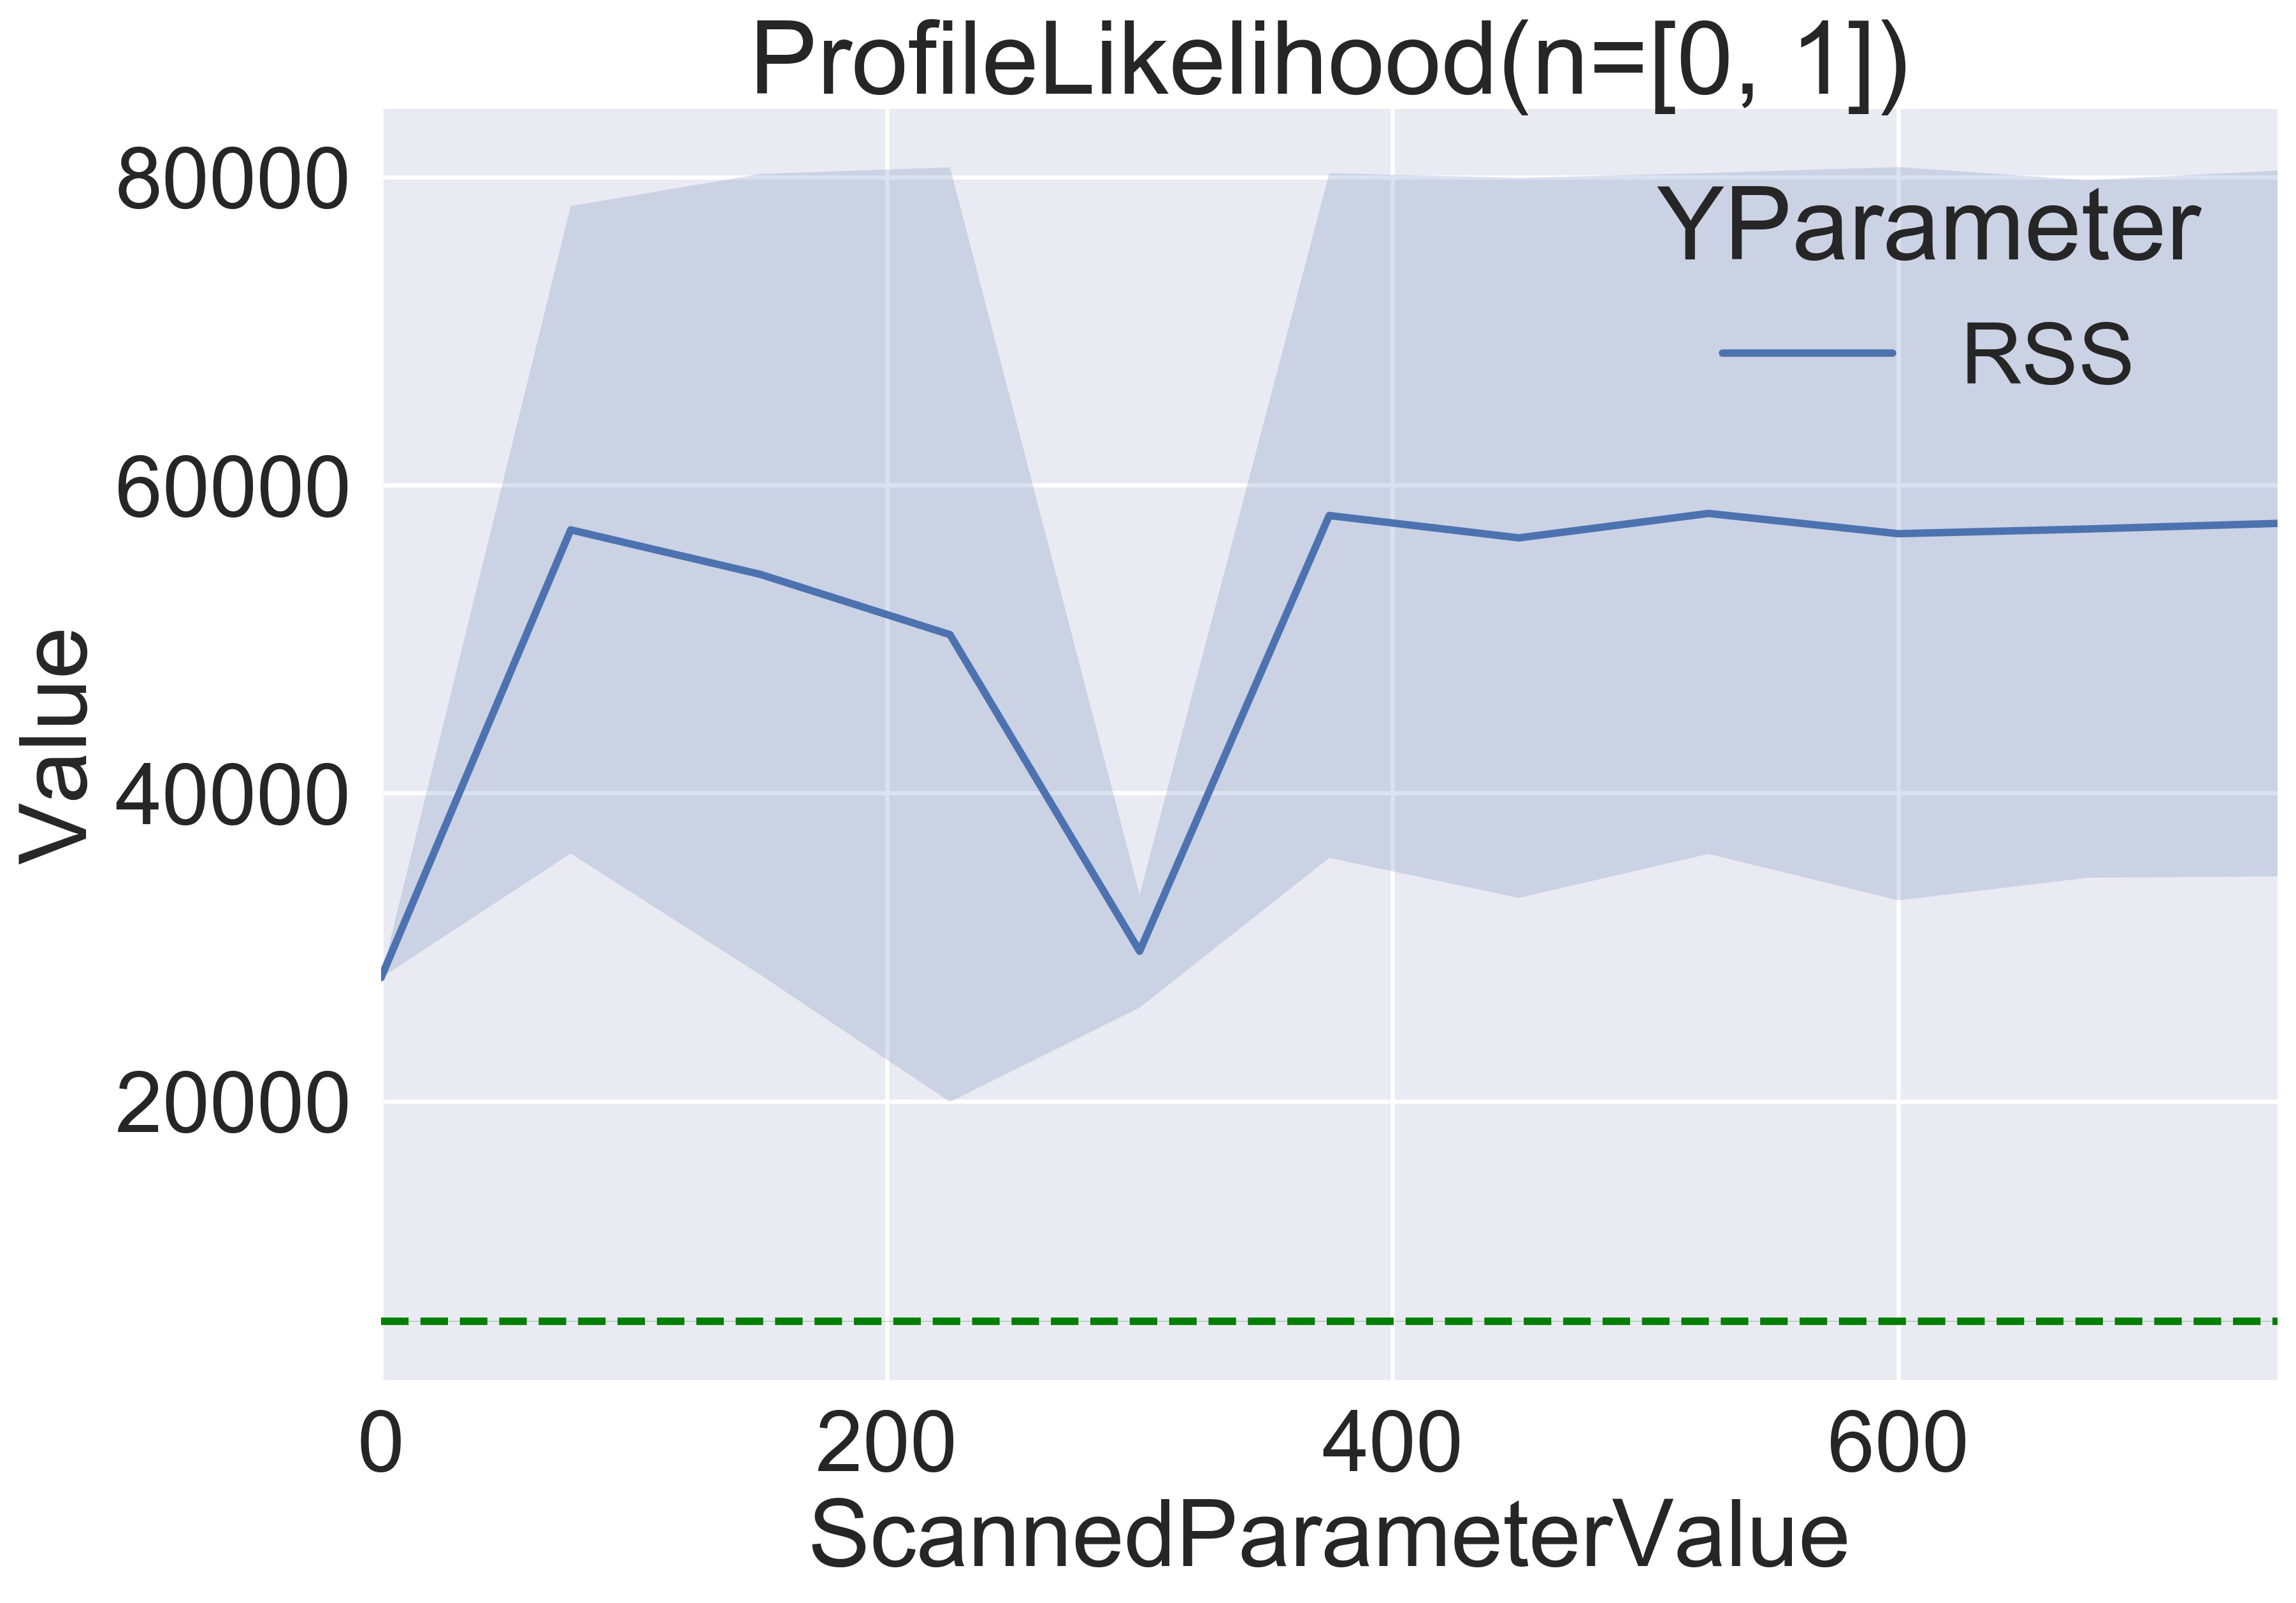 ProfileLikelihood(n=[0, 1])
80000
60000
40000
20000
Value
YParameter
RSS
0
200
400
600
ScannedParameterValue